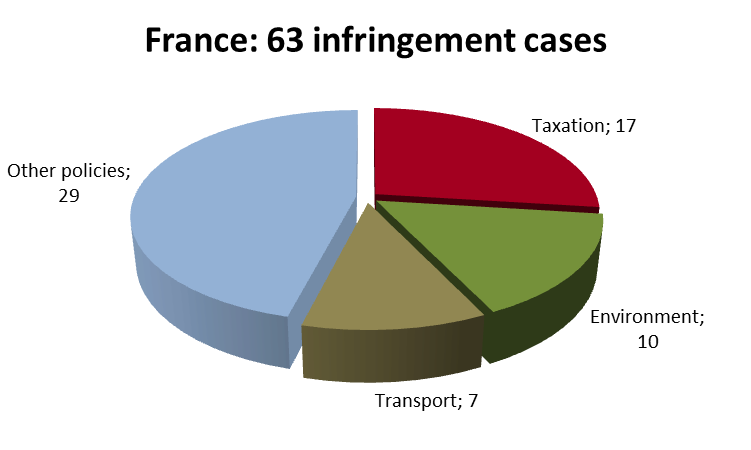 France: 63 infringement cases
Taxation; 17
Other policies;
29
Environment;
10
Transport; 7